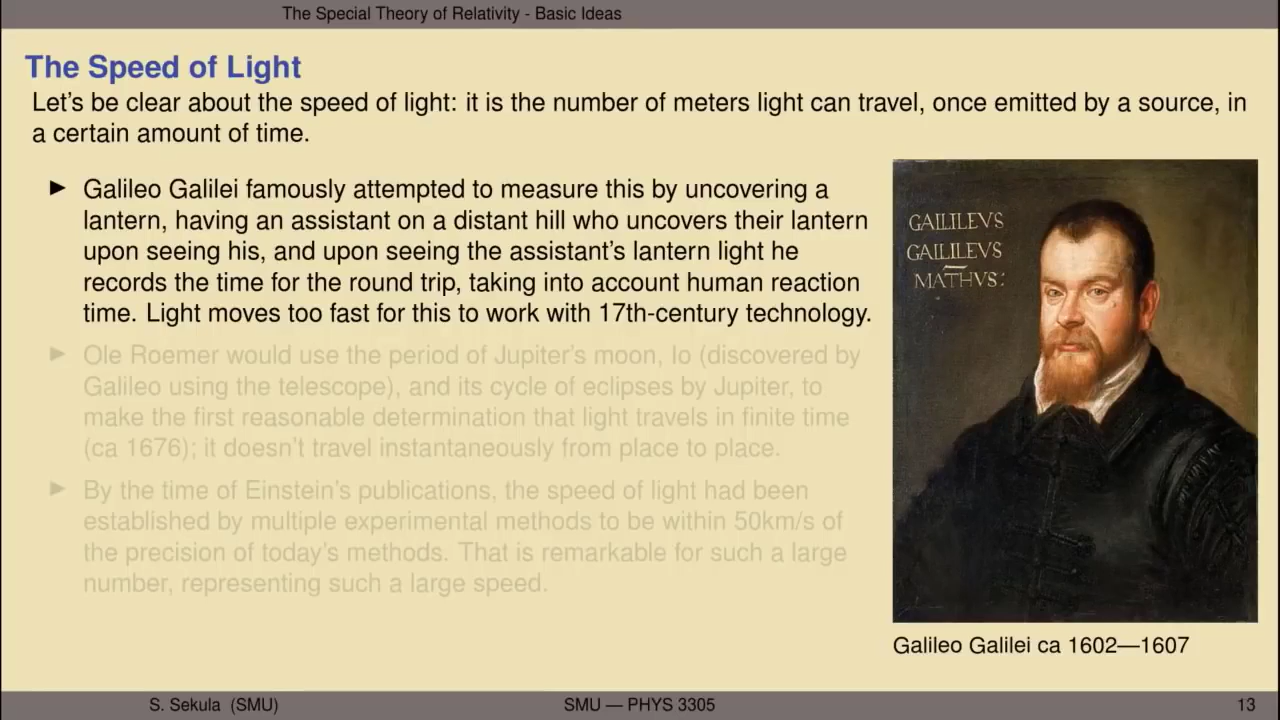 The Special Theory of Relativity - Basic Ideas
The Speed of Light
Let's be clear about the speed of light: it is the number of meters light can travel, once emitted by a source, in
a certain amount of time.
► Galileo Galilei famously attempted to measure this by uncovering a
lantern, having an assistant on a distant hill who uncovers their lantern
upon seeing his, and upon seeing the assistant's lantern light he
records the time for the round trip, taking into account human reaction
time. Light moves too fast for this to work with 17th-century technology.
► Ole Roemer would use the period of Jupiter's moon, Io (discovered by
Galileo using the telescope), and its cycle of eclipses by Jupiter, to
make the first reasonable determination that light travels in finite time
(ca 1676); it doesn't travel instantaneously from place to place.
► By the time of Einstein's publications, the speed of light had been
established by multiple experimental methods to be within 50km/s of
the precision of today's methods. That is remarkable for such a large
number, representing such a large speed.
GAILILEVS
GAILILEVS
MATHVS:
Galileo Galilei ca 1602—1607
S. Sekula (SMU)
SMU — PHYS 3305
13